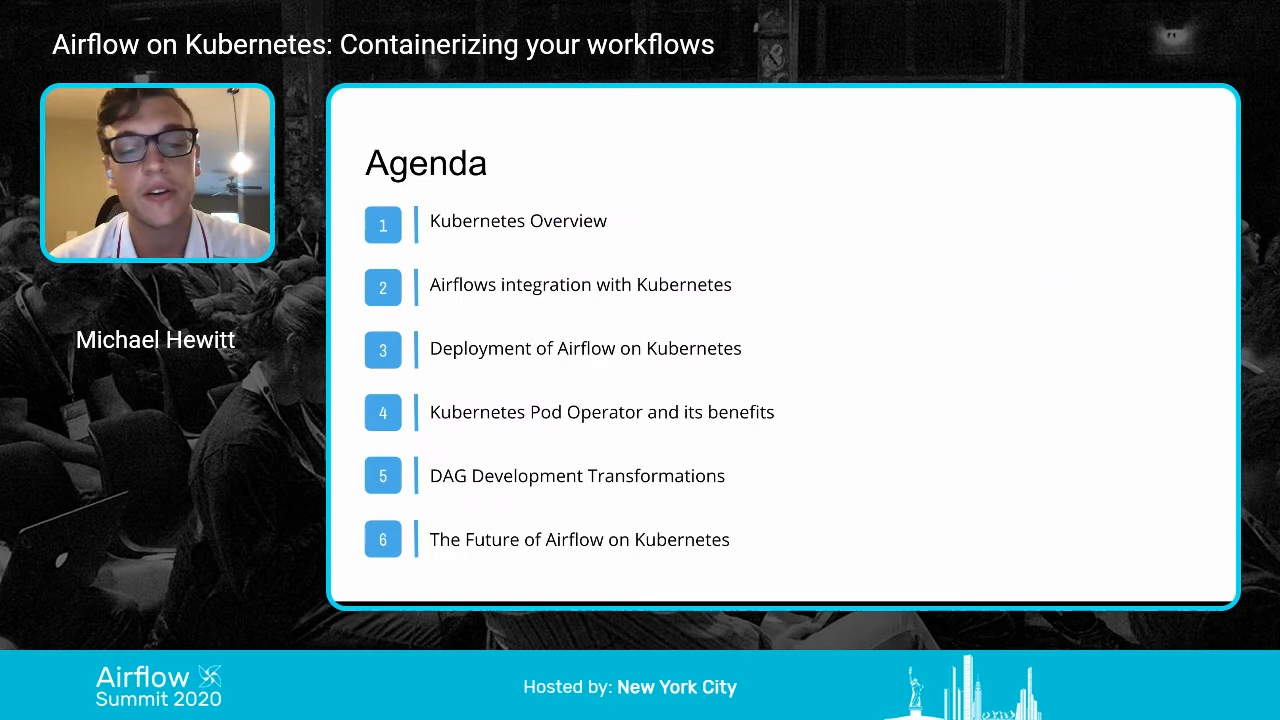 Airflow on Kubernetes: Containerizing your workflows
Michael Hewitt
Agenda
1 Kubernetes Overview
2 Airflows integration with Kubernetes
3 Deployment of Airflow on Kubernetes
4 Kubernetes Pod Operator and its benefits
5 DAG Development Transformations
6 The Future of Airflow on Kubernetes
Airflow
Summit 2020
Hosted by: New York City